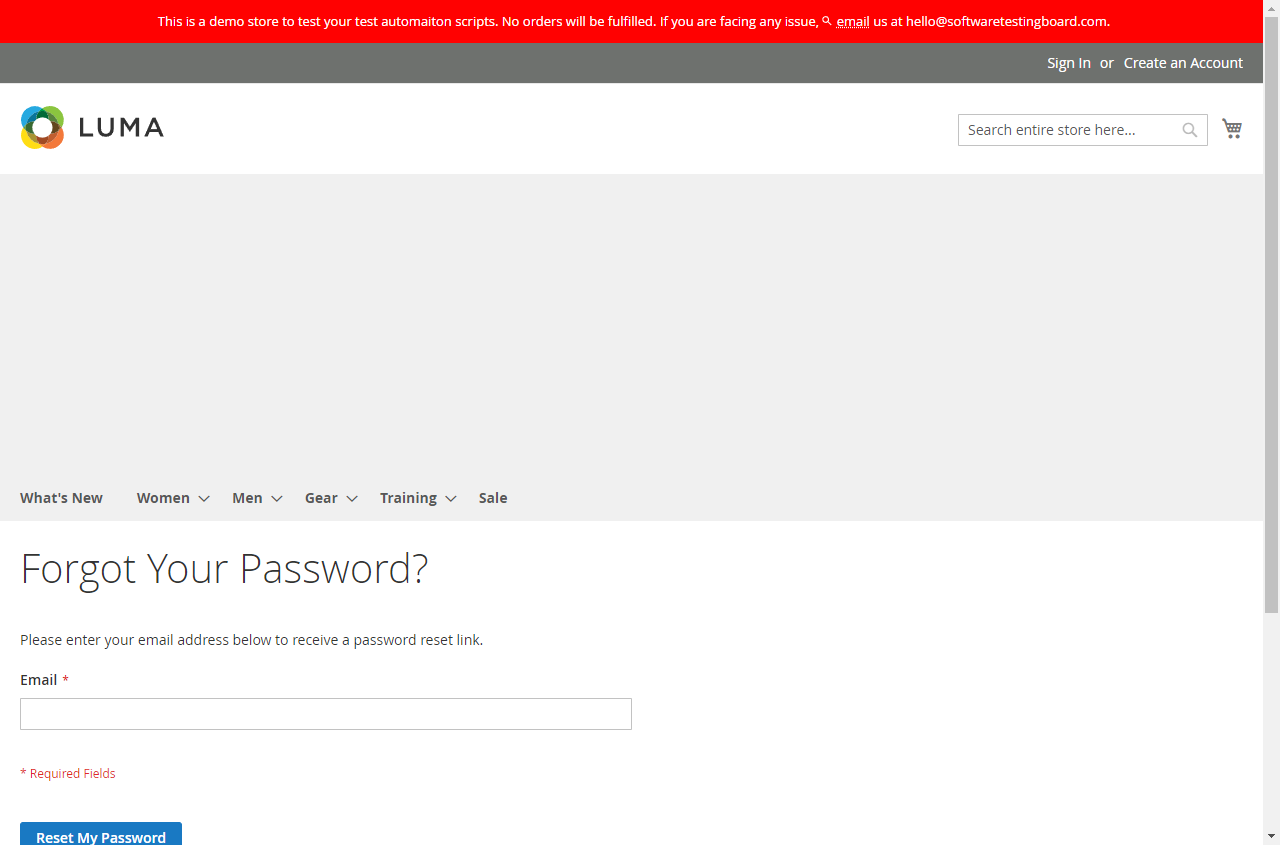 This is a demo store to test your test automaiton scripts. No orders will be fulfilled. If you are facing any issue, email us at hello@softwaretestingboard.com.
Sign In or Create an Account
LUMA
Search entire store here...
What's New Women Men Gear Training Sale
Forgot Your Password?
Please enter your email address below to receive a password reset link.
Email *
* Required Fields
Reset My Password